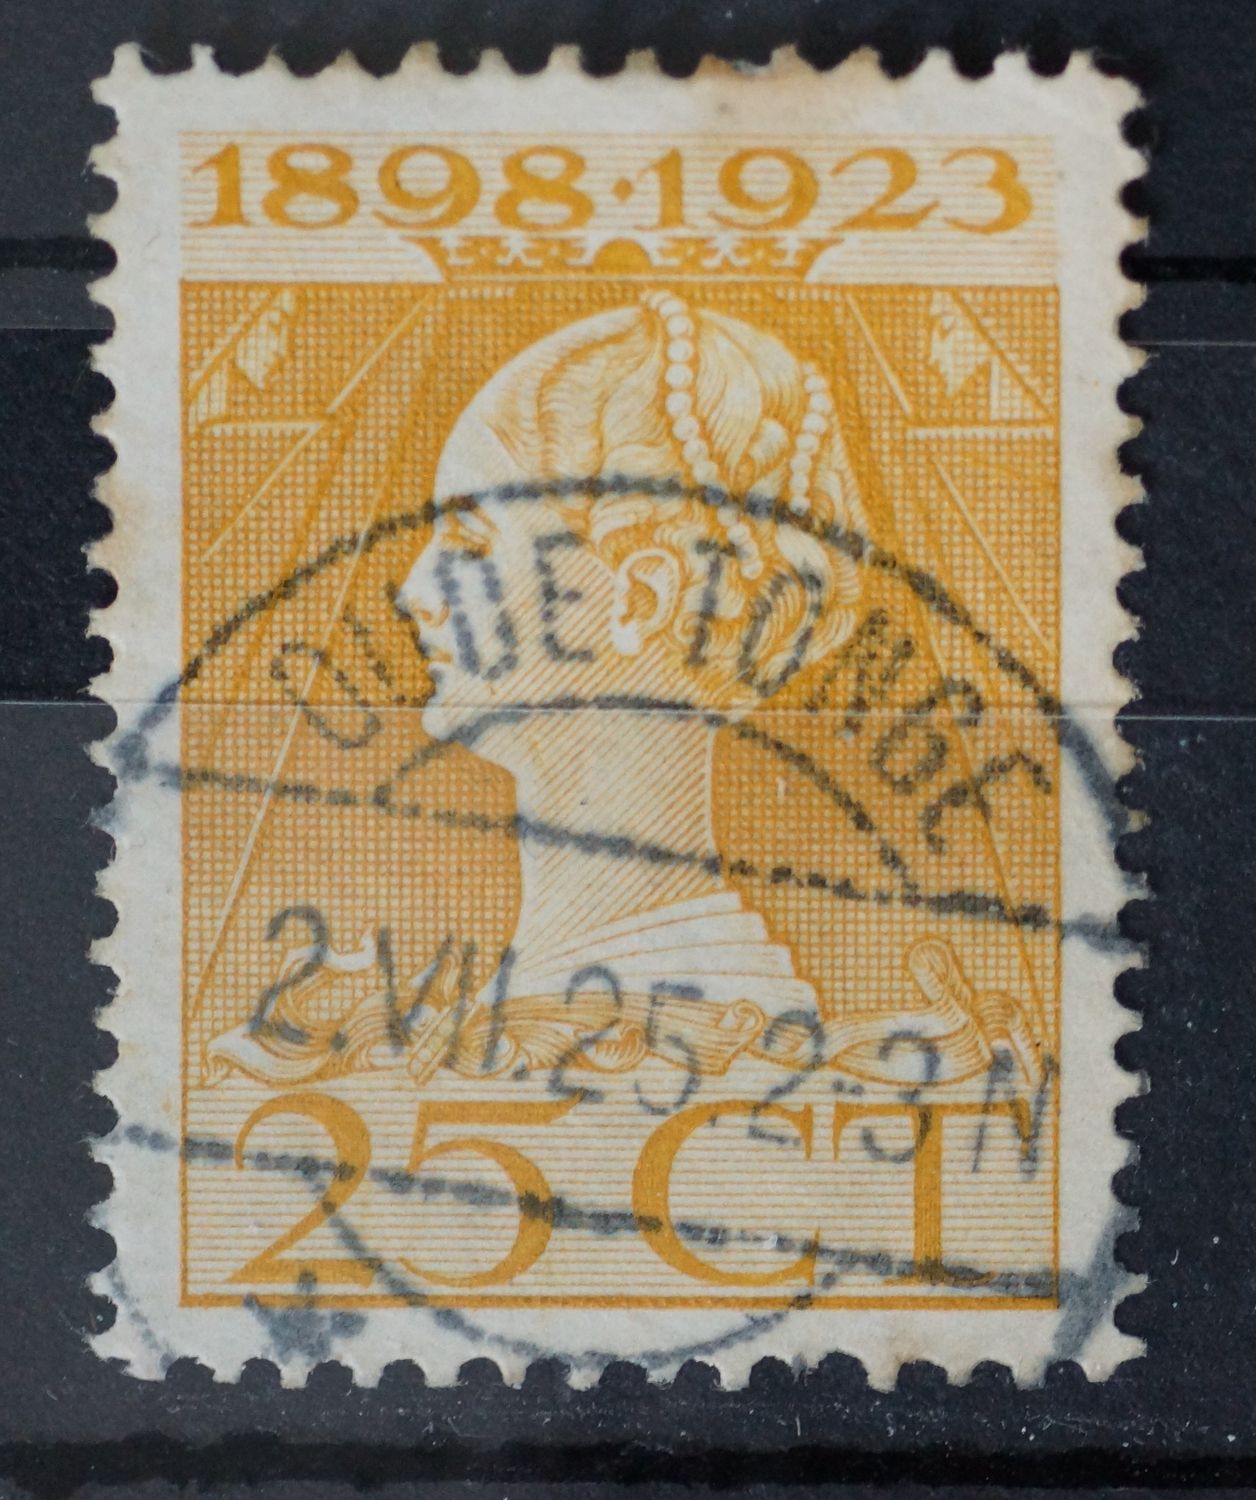 1898·1923
OUDE-TONGE
2.VII.25.2-3N
25 CT